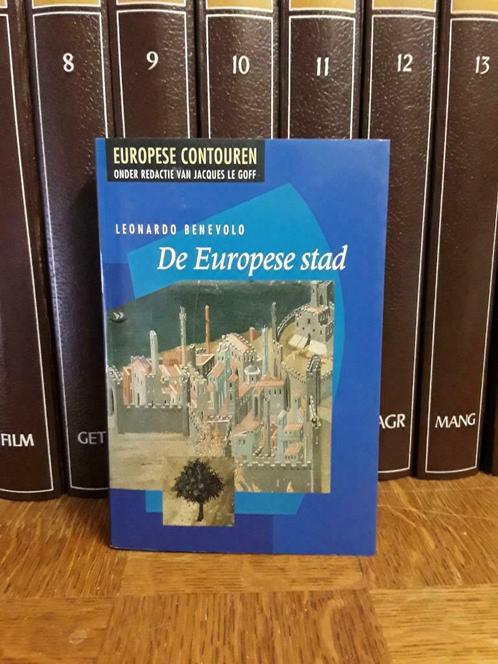 8
9
10
11
12
13
EUROPESE CONTOUREN
ONDER REDACTIE VAN JACQUES LE GOFF
LEONARDO BENEVOLO
De Europese stad
FILM
GET
AGR
MANG